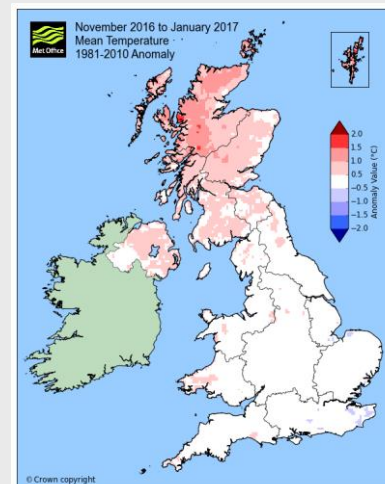 Met Office
November 2016 to January 2017
Mean Temperature
1981-2010 Anomaly
2.0
1.5
1.0
0.5
−0.5
−1.0
−1.5
−2.0
Anomaly Value (°C)
© Crown copyright